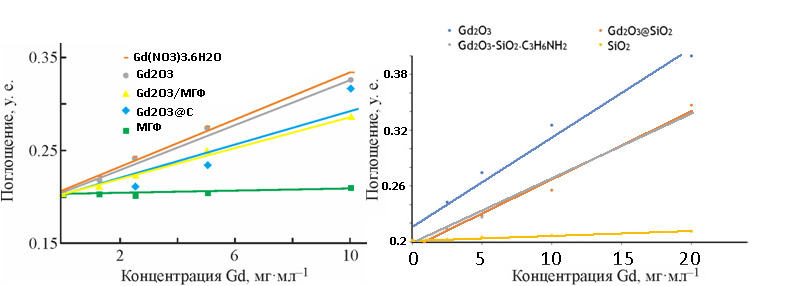 Поглощение, у. е.
0.35
0.25
0.15
Gd(NO3)3.6H2O
Gd2O3
Gd2O3/МГФ
Gd2O3@C
МГФ
2
6
10
Концентрация Gd, мг·мл–1
Gd2O3
Gd2O3@SiO2
Gd2O3-SiO2-C3H6NH2
SiO2
Поглощение, у. е.
0.38
0.32
0.26
0.2
0
5
10
15
20
Концентрация Gd, мг·мл–1